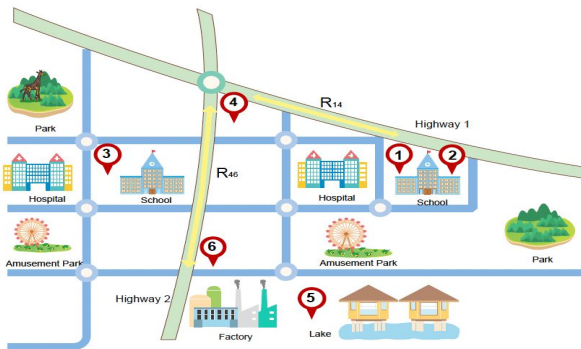 4
R14
Highway 1
Park
3
1
2
Hospital
School
R46
Hospital
School
Amusement Park
6
Amusement Park
Park
Highway 2
5
Factory
Lake